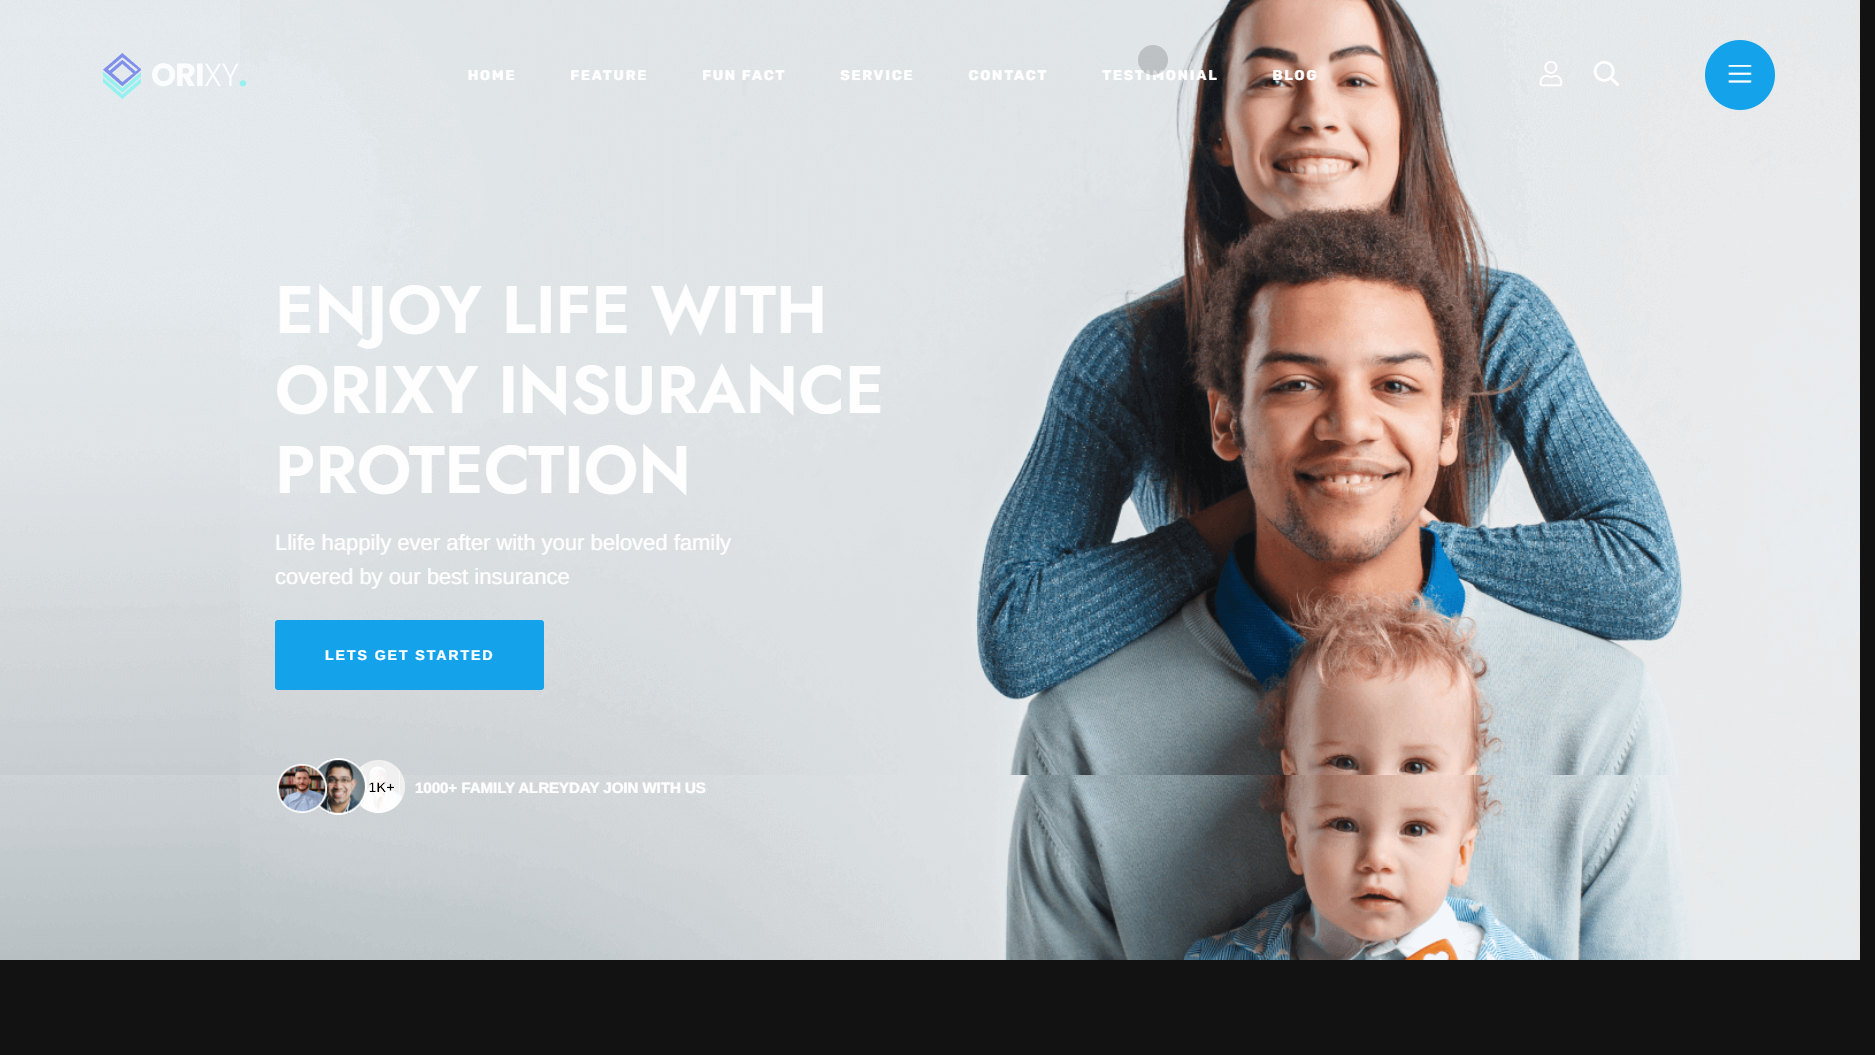 ORIXY.
HOME FEATURE FUN FACT SERVICE CONTACT TESTIMONIAL BLOG
ENJOY LIFE WITH
ORIXY INSURANCE
PROTECTION
Llife happily ever after with your beloved family
covered by our best insurance
LETS GET STARTED
1K+ 1000+ FAMILY ALREYDAY JOIN WITH US